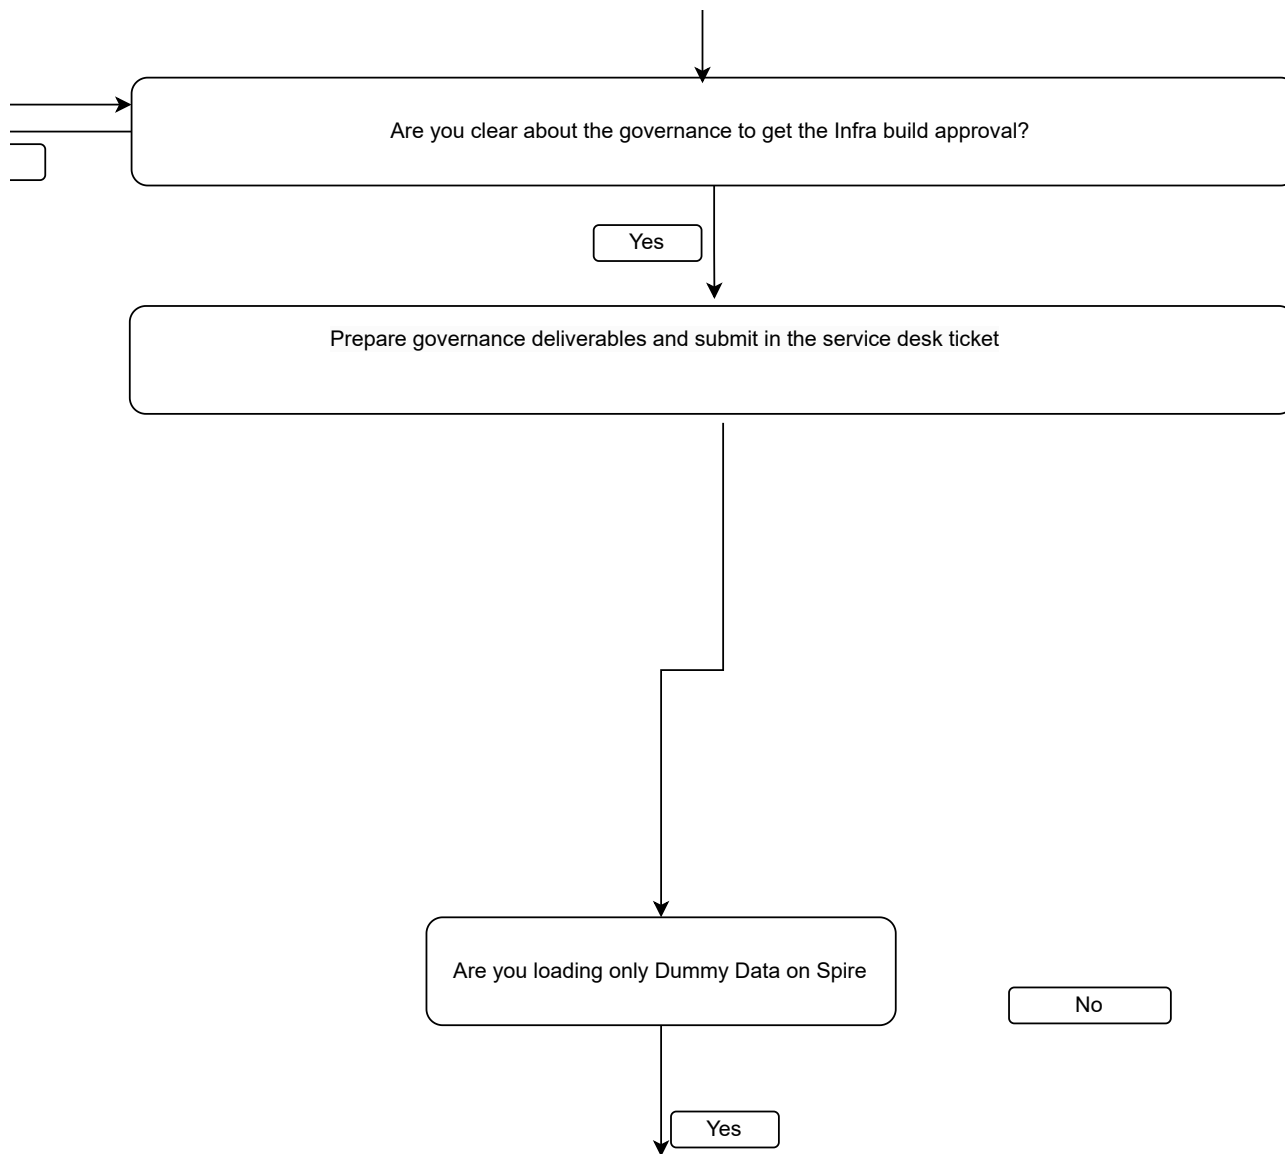 Are you clear about the governance to get the Infra build approval?
Yes
Prepare governance deliverables and submit in the service desk ticket
Are you loading only Dummy Data on Spire
No
Yes